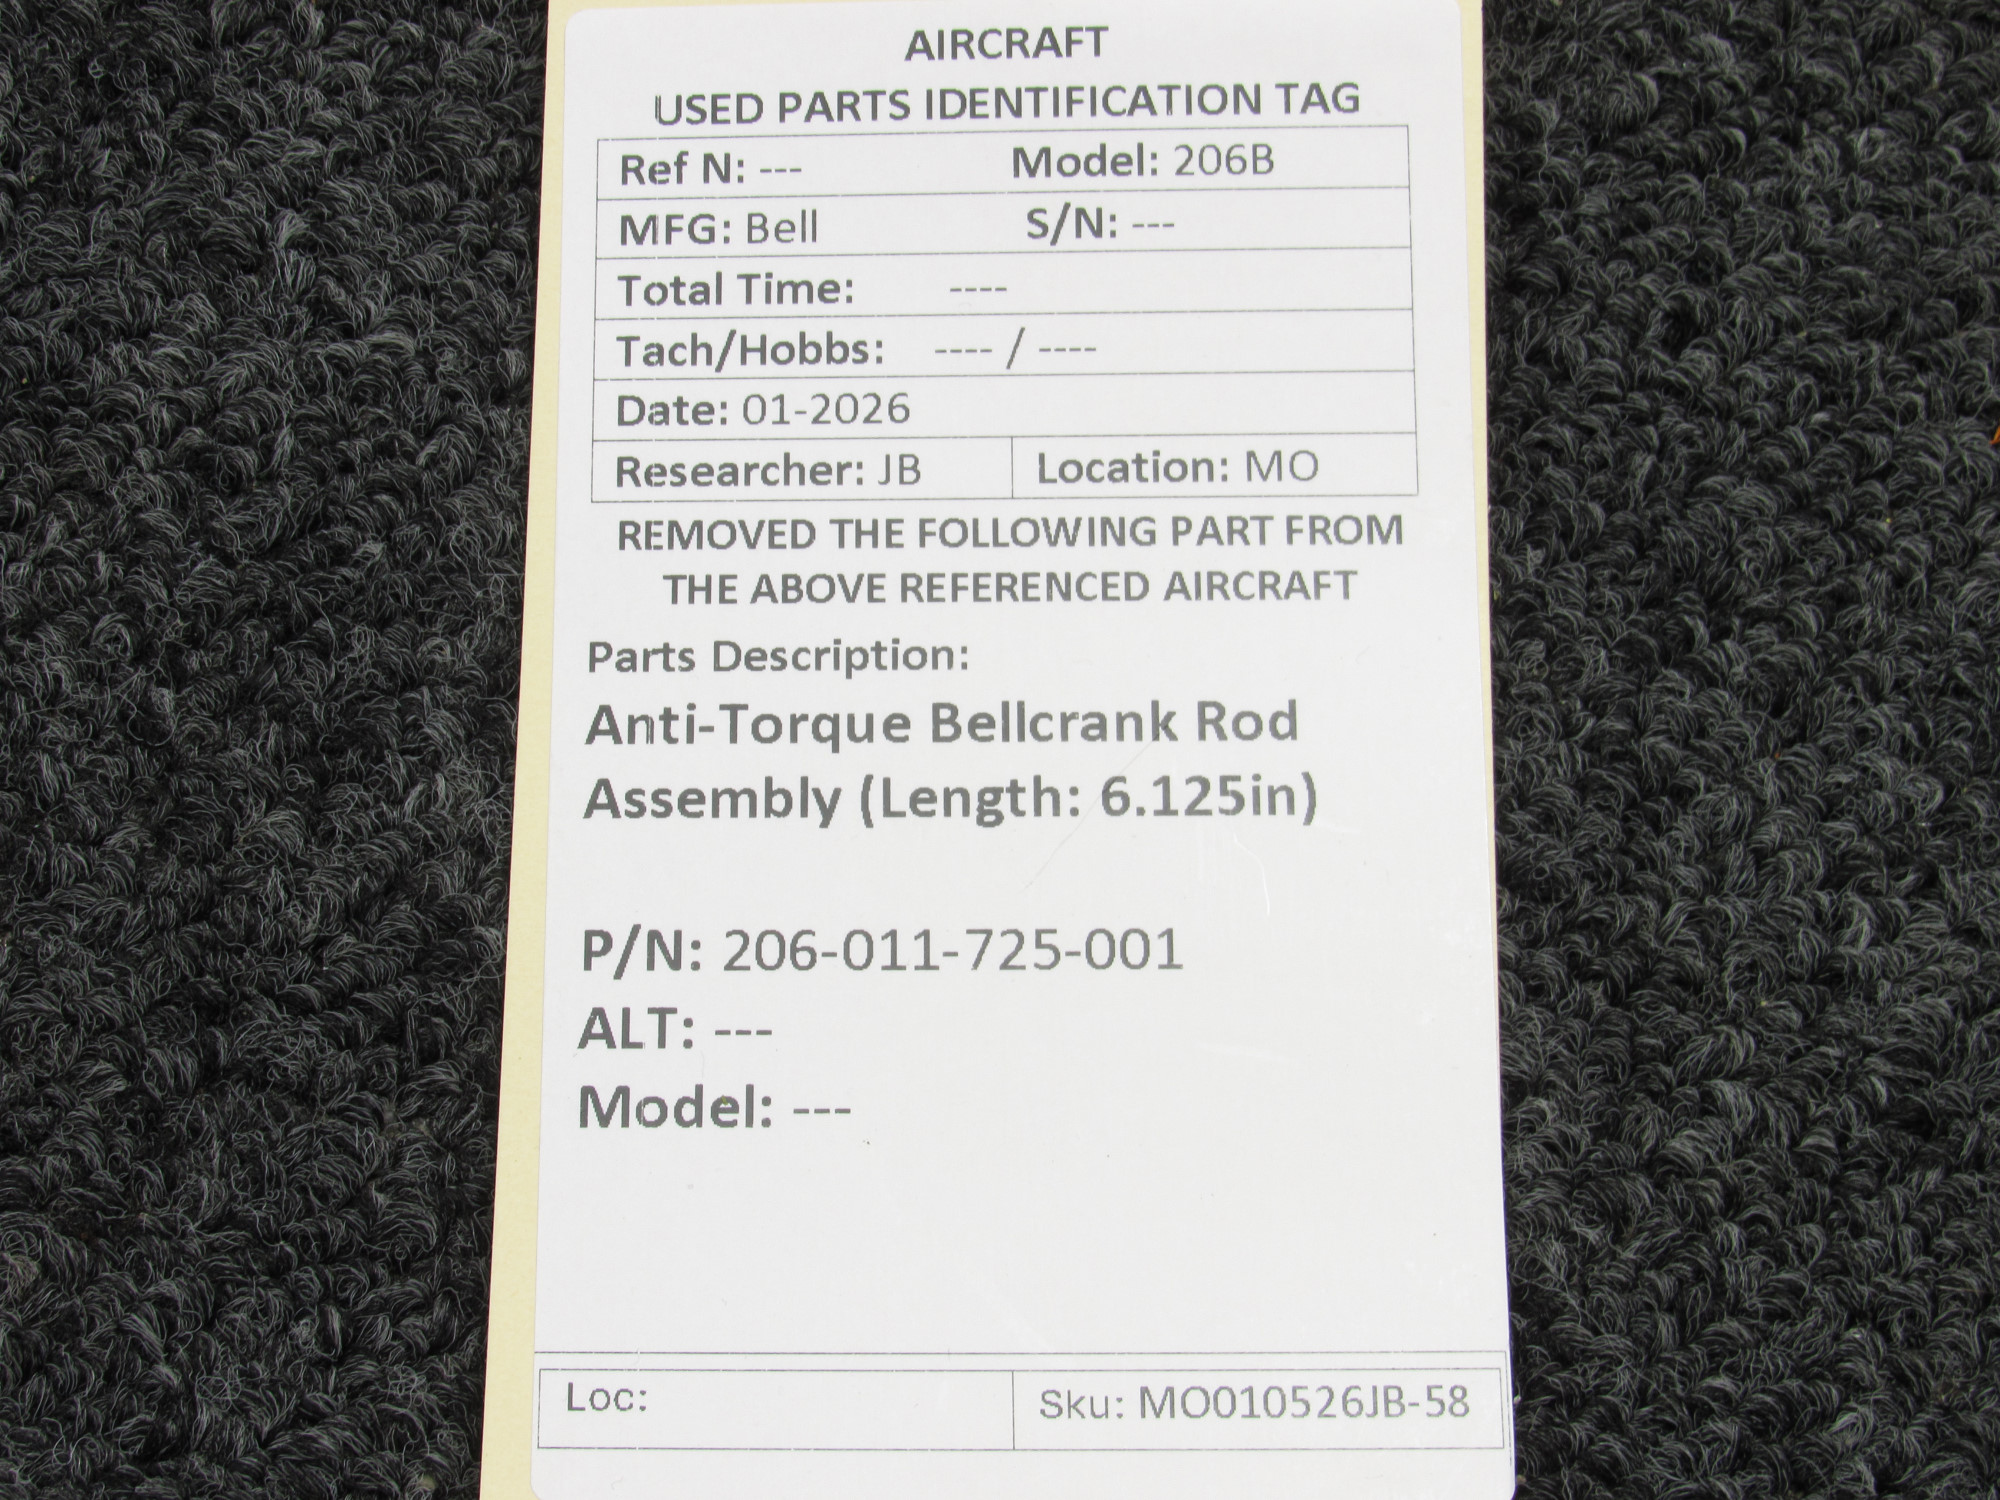 AIRCRAFT
USED PARTS IDENTIFICATION TAG
Ref N: --- Model: 206B
MFG: Bell S/N: ---
Total Time: ----
Tach/Hobbs: ---- / ----
Date: 01-2026
Researcher: JB Location: MO
REMOVED THE FOLLOWING PART FROM
THE ABOVE REFERENCED AIRCRAFT
Parts Description:
Anti-Torque Bellcrank Rod
Assembly (Length: 6.125in)
P/N: 206-011-725-001
ALT: ---
Model: ---
Loc: Sku: MO010526JB-58